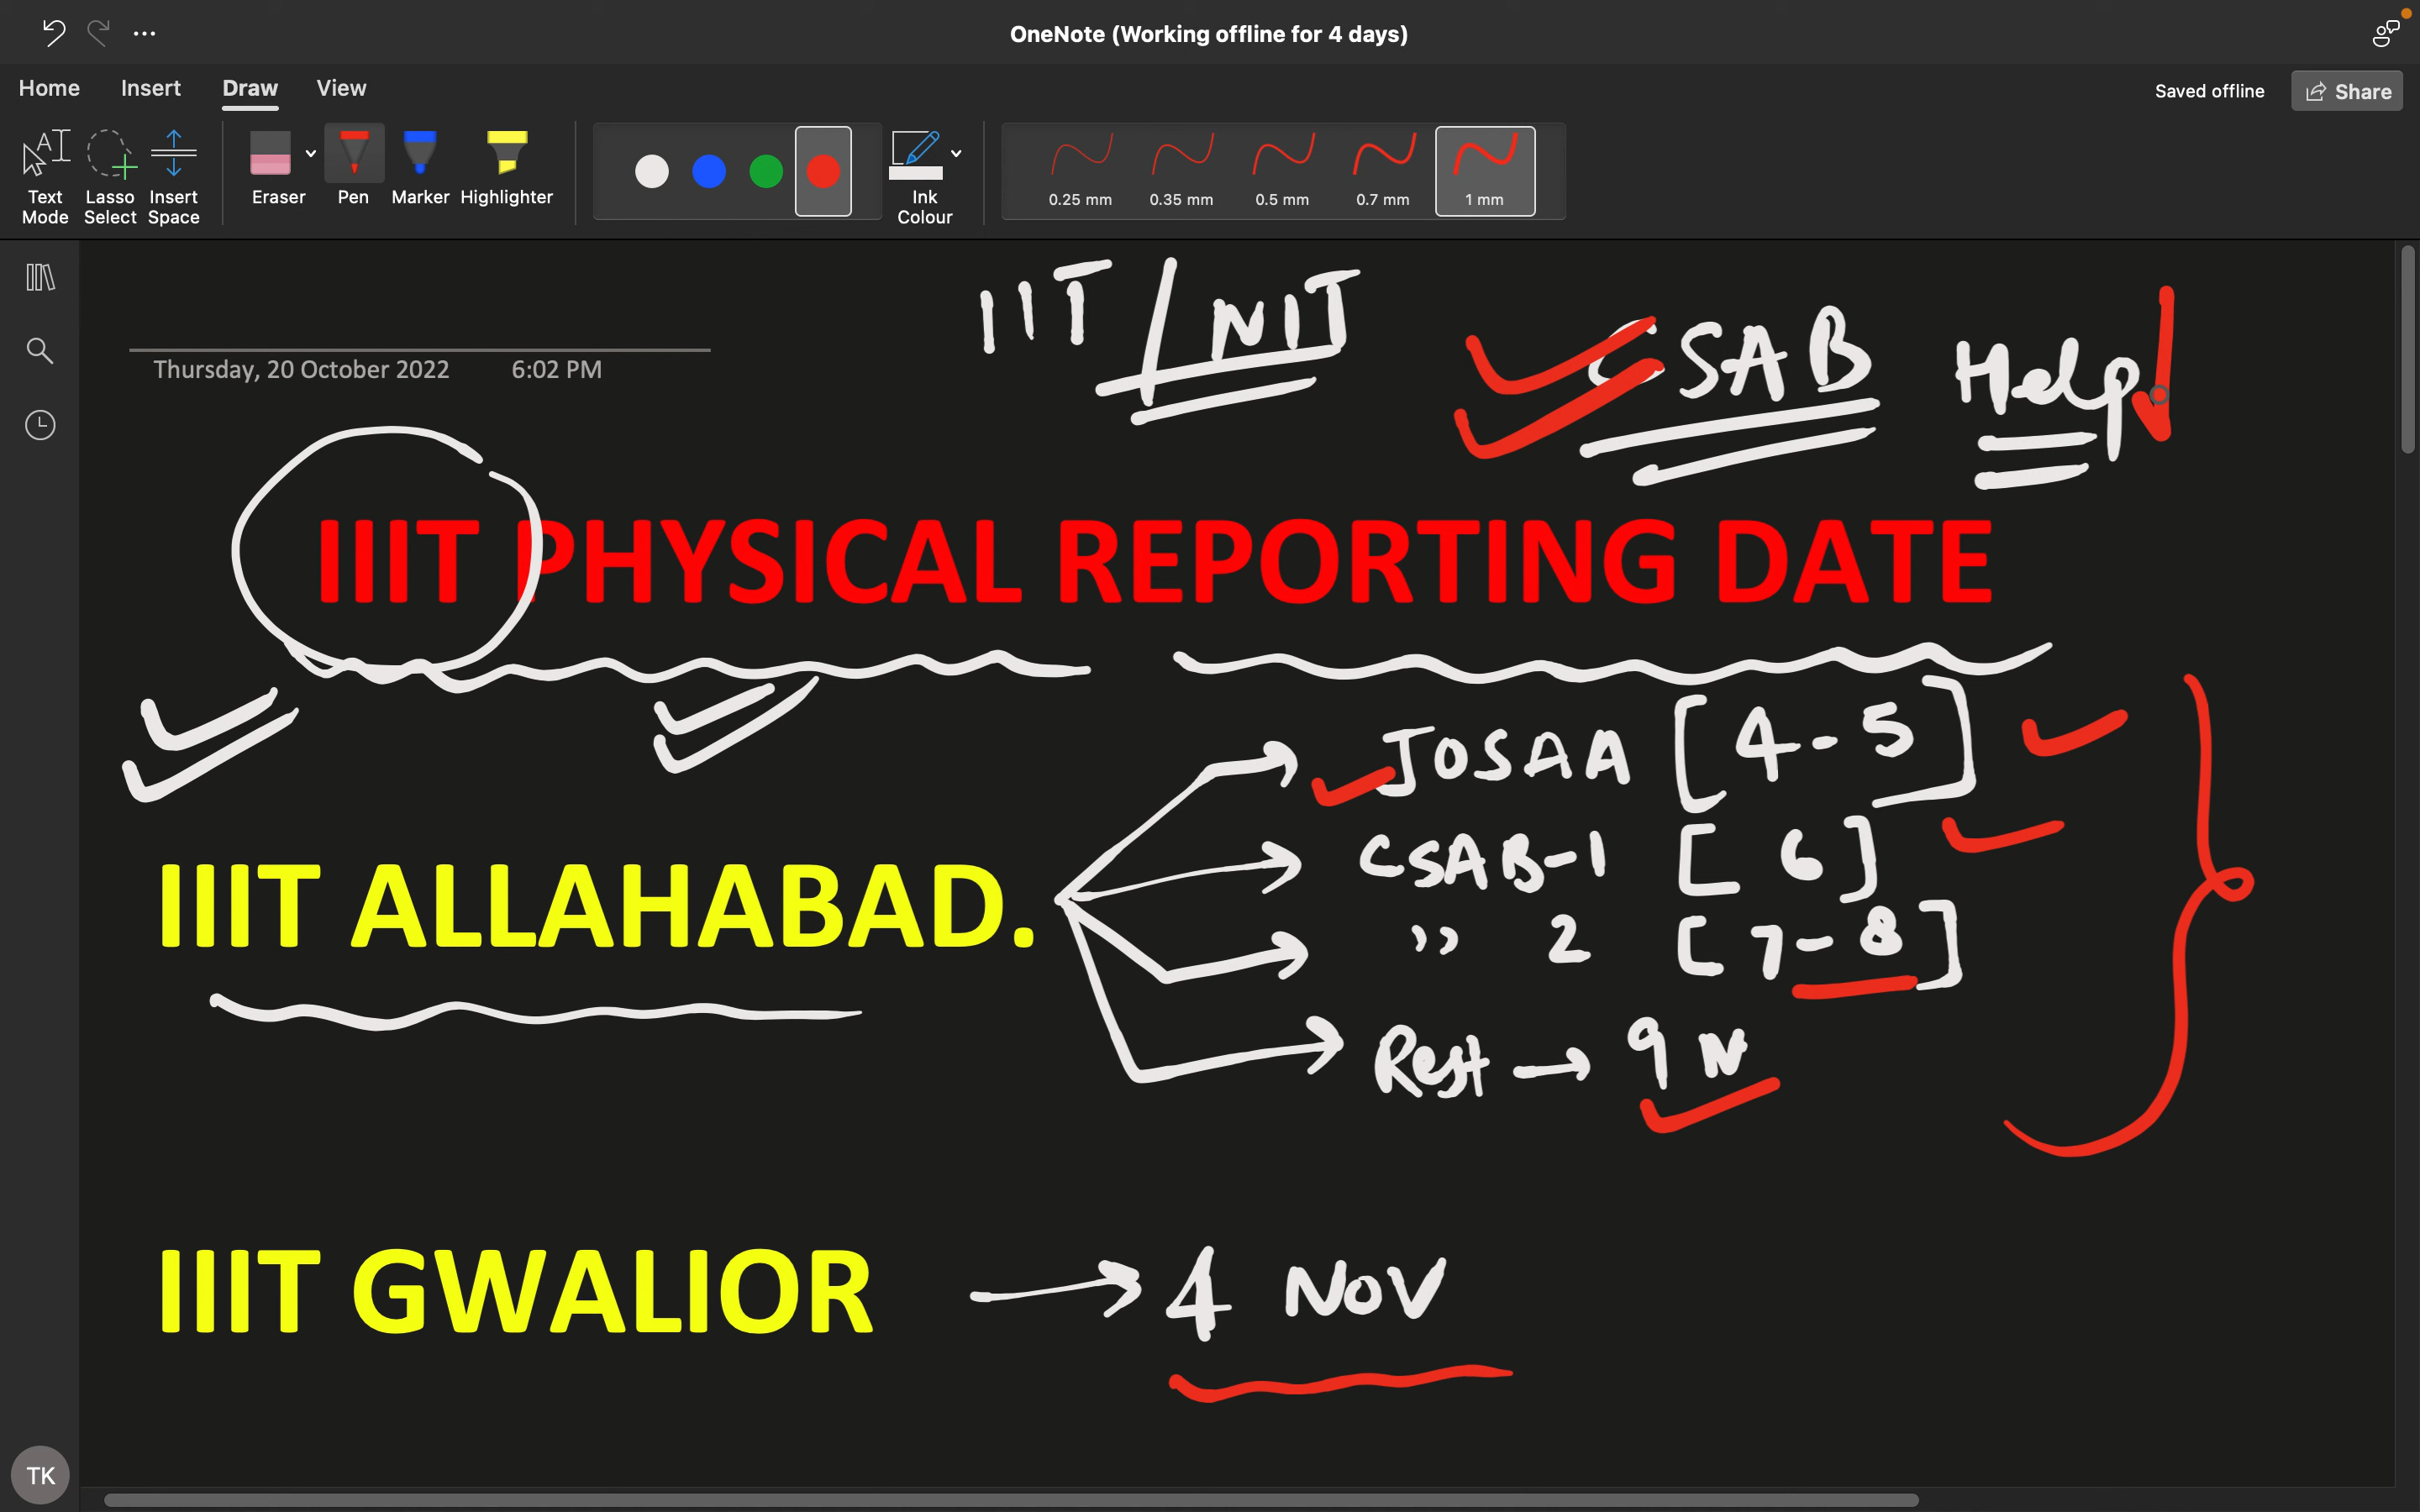 OneNote (Working offline for 4 days)
Home Insert Draw View
Saved offline Share
Text Mode
Lasso Select
Insert Space
Eraser
Pen
Marker
Highlighter
Ink Colour
0.25 mm 0.35 mm 0.5 mm 0.7 mm 1 mm
IIT / NIT CSAB Help
Thursday, 20 October 2022 6:02 PM
IIIT PHYSICAL REPORTING DATE
JOSAA [4-5]
CSAB-1 [6]
IIIT ALLAHABAD.
" 2 [7-8]
Rest → 9 N
IIIT GWALIOR → 4 NOV
TK